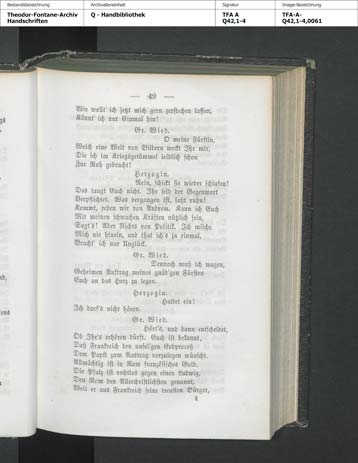 Bestandsbezeichnung
Archivalieneinheit
Signatur
Image-Bezeichnung
Theodor-Fontane-Archiv
Handschriften
Q - Handbibliothek
TFA A
Q42,1-4
TFA-A-
Q42,1-4,0061
— 49 —
Wie wollt' ich jetzt mich gern zerstechen lassen,
Könnt' ich nur Einmal hin!
Gr. Wied.
O meine Fürstin,
Welch eine Welt von Bildern weckt Ihr mir,
Die ich im Kriegsgetümmel leidlich schon
Zur Ruh gebracht!
Herzogin.
Nein, schickt sie wieder schlafen!
Das taugt Euch nicht. Ihr seid der Gegenwart
Verpflichtet. Was vergangen ist, laßt ruhn!
Kommt, reden wir von Anderm. Kann ich Euch
Mit meinen schwachen Kräften nützlich sein,
Sagt's! Aber Nichts von Politik. Ich mische
Mich nie hinein, und that ich's ja einmal,
Bracht' ich nur Unglück.
Gr. Wied.
Dennoch muß ich wagen,
Geheimen Auftrag meines gnäd'gen Fürsten
Euch an das Herz zu legen.
Herzogin.
Haltet ein!
Ich darf's nicht hören.
Gr. Wied.
Hört's, und dann entscheidet,
Ob Ihr's erhören dürft. Euch ist bekannt,
Daß Frankreich den unsel'gen Erbproceß
Dem Papst zum Austrag vorzulegen wünscht.
Allmächtig ist in Rom französisches Gold.
Die Pfalz ist rechtlos gegen einen Ludwig,
Den Rom den Allerchristlichsten genannt,
Weil er aus Frankreich seine treusten Bürger,
4